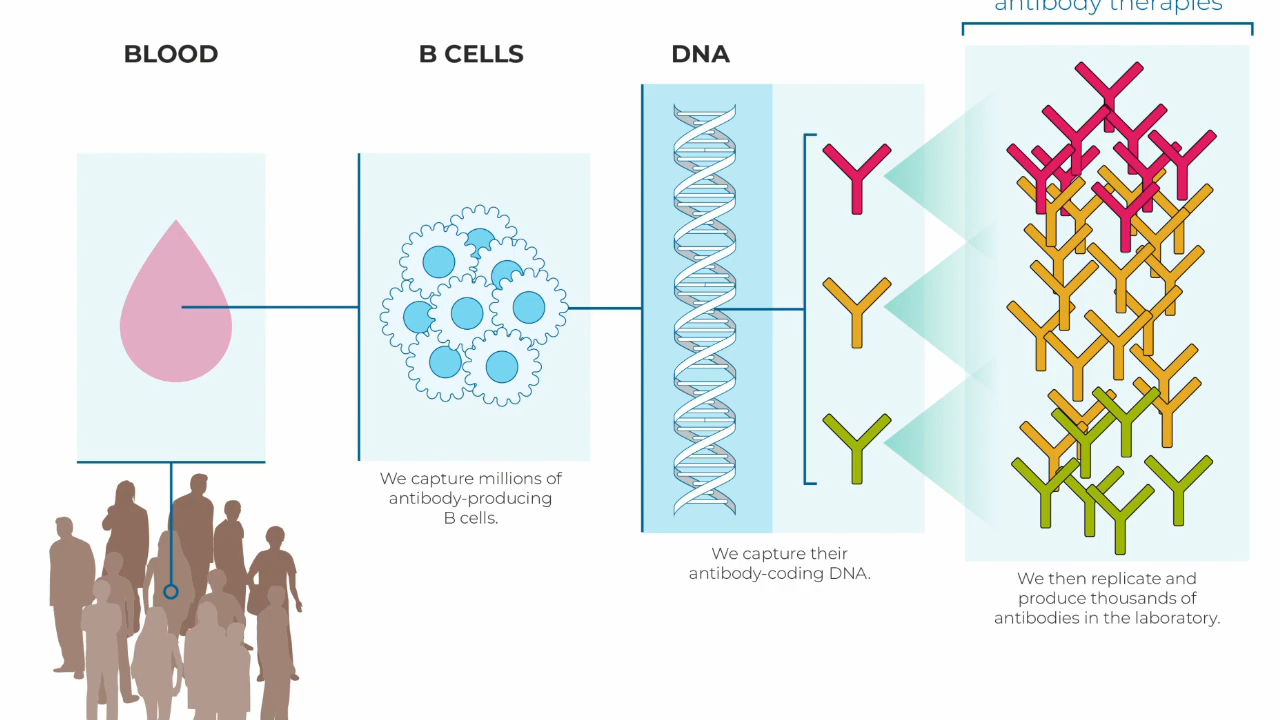 antibody therapies
BLOOD
B CELLS
DNA
We capture millions of
antibody-producing
B cells.
We capture their
antibody-coding DNA.
We then replicate and
produce thousands of
antibodies in the laboratory.